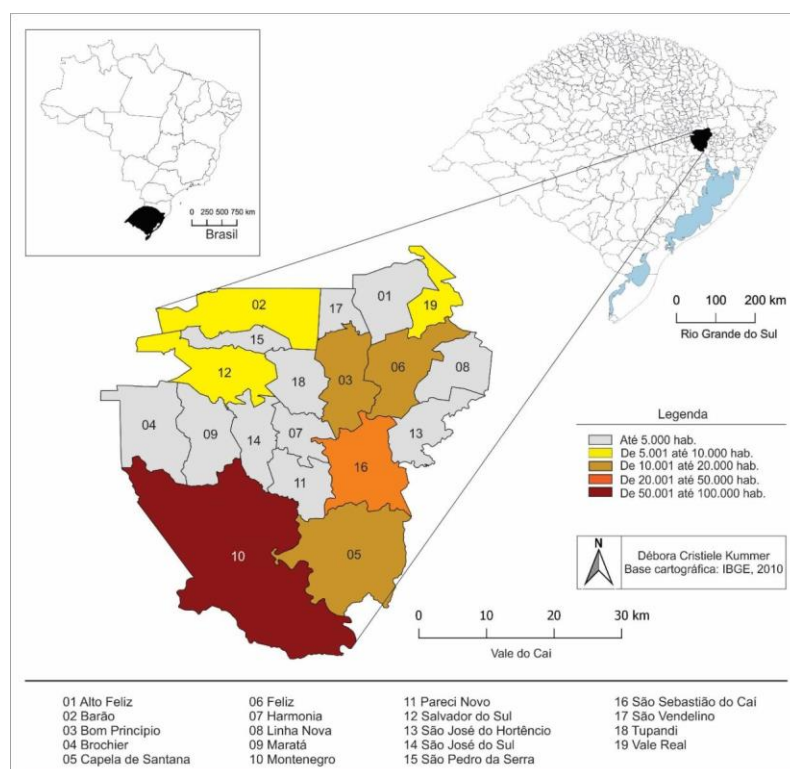 0 250 500 750 km
Brasil
0 100 200 km
Rio Grande do Sul
01
02
17
19
15
12
18
03
06
08
04
09
14
07
13
16
11
10
05
Legenda
Até 5.000 hab.
De 5.001 até 10.000 hab.
De 10.001 até 20.000 hab.
De 20.001 até 50.000 hab.
De 50.001 até 100.000 hab.
N
Débora Cristiele Kummer
Base cartográfica: IBGE, 2010
0 10 20 30 km
Vale do Caí
01 Alto Feliz
02 Barão
03 Bom Princípio
04 Brochier
05 Capela de Santana
06 Feliz
07 Harmonia
08 Linha Nova
09 Maratá
10 Montenegro
11 Pareci Novo
12 Salvador do Sul
13 São José do Hortêncio
14 São José do Sul
15 São Pedro da Serra
16 São Sebastião do Caí
17 São Vendelino
18 Tupandi
19 Vale Real